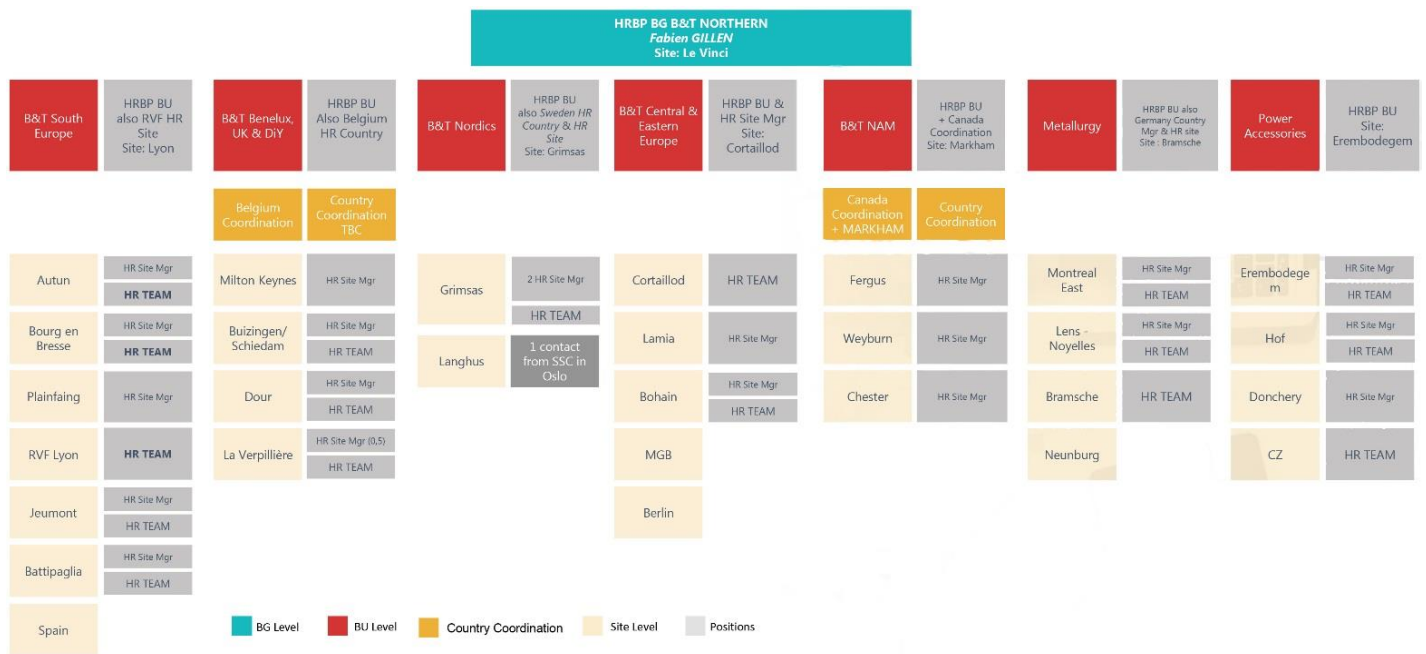 HRBP BG B&T NORTHERN
Fabien GILLEN
Site: Le Vinci
B&T South
Europe
HRBP BU
also RVF HR
Site
Site: Lyon
B&T Benelux,
UK & DiY
HRBP BU
Also Belgium
HR Country
B&T Nordics
HRBP BU
also Sweden HR
Country & HR
Site
Site: Grimsas
B&T Central &
Eastern
Europe
HRBP BU &
HR Site Mgr
Site:
Cortaillod
B&T NAM
HRBP BU
+ Canada
Coordination
Site: Markham
Metallurgy
HRBP BU also
Germany Country
Mgr & HR site
Site : Bramsche
Power
Accessories
HRBP BU
Site:
Erembodegem
Belgium
Coordination
Country
Coordination
TBC
Canada
Coordination
+ MARKHAM
Country
Coordination
Autun
HR Site Mgr
HR TEAM
Bourg en
Bresse
HR Site Mgr
HR TEAM
Plainfaing
HR Site Mgr
RVF Lyon
HR TEAM
Jeumont
HR Site Mgr
HR TEAM
Battipaglia
HR Site Mgr
HR TEAM
Spain
Milton Keynes
HR Site Mgr
Buizingen/
Schiedam
HR Site Mgr
HR TEAM
Dour
HR Site Mgr
HR TEAM
La Verpillière
HR Site Mgr (0,5)
HR TEAM
Grimsas
2 HR Site Mgr
HR TEAM
Langhus
1 contact
from SSC in
Oslo
Cortaillod
HR TEAM
Lamia
HR Site Mgr
Bohain
HR Site Mgr
HR TEAM
MGB
Berlin
Fergus
HR Site Mgr
Weyburn
HR Site Mgr
Chester
HR Site Mgr
Montreal
East
HR Site Mgr
HR TEAM
Lens -
Noyelles
HR Site Mgr
HR TEAM
Bramsche
HR TEAM
Neunburg
Erembodege
m
HR Site Mgr
HR TEAM
Hof
HR Site Mgr
HR TEAM
Donchery
HR Site Mgr
CZ
HR TEAM
BG Level
BU Level
Country Coordination
Site Level
Positions